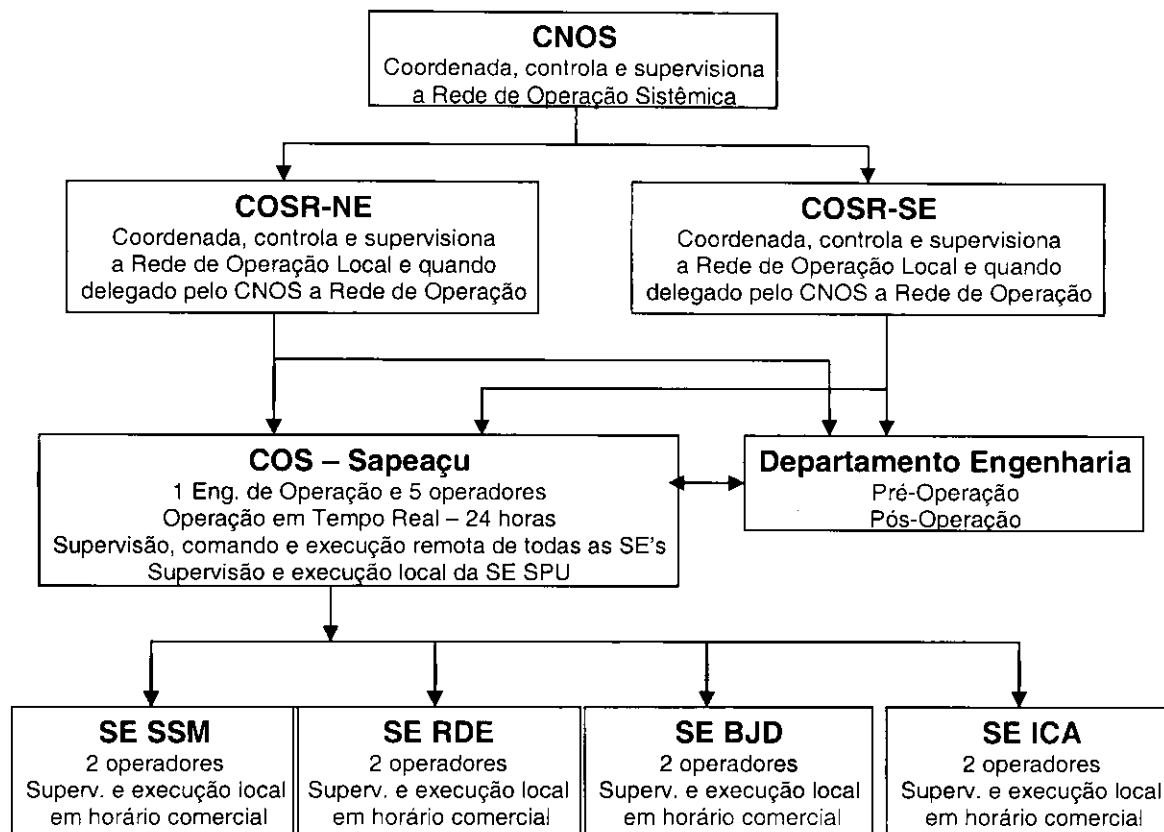 CNOS
Coordenada, controla e supervisiona
a Rede de Operação Sistêmica
COSR-NE
Coordenada, controla e supervisiona
a Rede de Operação Local e quando
delegado pelo CNOS a Rede de Operação
COSR-SE
Coordenada, controla e supervisiona
a Rede de Operação Local e quando
delegado pelo CNOS a Rede de Operação
COS – Sapeaçu
1 Eng. de Operação e 5 operadores
Operação em Tempo Real – 24 horas
Supervisão, comando e execução remota de todas as SE's
Supervisão e execução local da SE SPU
Departamento Engenharia
Pré-Operação
Pós-Operação
SE SSM
2 operadores
Superv. e execução local
em horário comercial
SE RDE
2 operadores
Superv. e execução local
em horário comercial
SE BJD
2 operadores
Superv. e execução local
em horário comercial
SE ICA
2 operadores
Superv. e execução local
em horário comercial